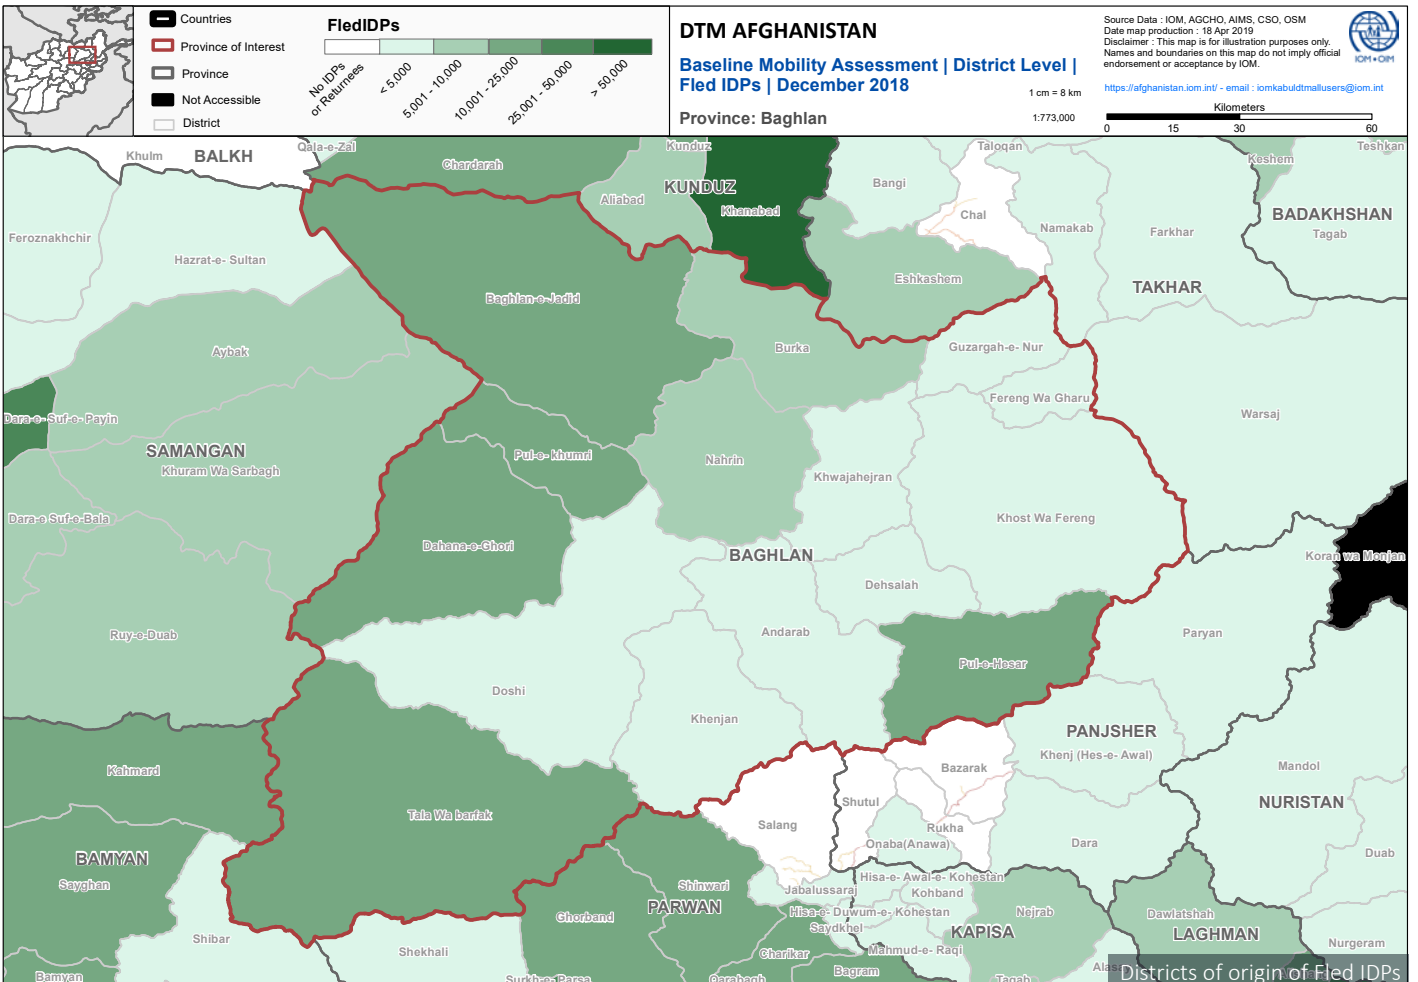 Countries
Province of Interest
Province
Not Accessible
District
FledIDPs
No IDPs
or Returnees
< 5,000
5,001 - 10,000
10,001 - 25,000
25,001 - 50,000
> 50,000
DTM AFGHANISTAN
Baseline Mobility Assessment | District Level |
Fled IDPs | December 2018
Province: Baghlan
1 cm = 8 km
1:773,000
Source Data : IOM, AGCHO, AIMS, CSO, OSM
Date map production : 18 Apr 2019
Disclaimer : This map is for illustration purposes only.
Names and boundaries on this map do not imply official
endorsement or acceptance by IOM.
https://afghanistan.iom.int/ - email : iomkabuldtmallusers@iom.int
IOM•OIM
Kilometers
0 15 30 60
Khulm
BALKH
Qala-e-Zal
Chardarah
Kunduz
KUNDUZ
Aliabad
Khanabad
Bangi
Taloqan
Chal
Namakab
Farkhar
Keshem
Teshkan
BADAKHSHAN
Tagab
Feroznakhchir
Hazrat-e- Sultan
Baghlan-e-Jadid
Eshkashem
TAKHAR
Aybak
Burka
Guzargah-e- Nur
Fereng Wa Gharu
Warsaj
Dara-e- Suf-e- Payin
SAMANGAN
Khuram Wa Sarbagh
Pul-e- khumri
Nahrin
Khwajahejran
Dara-e Suf-e-Bala
Khost Wa Fereng
Dahana-e-Ghori
BAGHLAN
Koran wa Monjan
Dehsalah
Ruy-e-Duab
Andarab
Paryan
Pul-e-Hesar
Doshi
Khenjan
PANJSHER
Khenj (Hes-e- Awal)
Kahmard
Bazarak
Mandol
Shutul
NURISTAN
Tala Wa barfak
Salang
Rukha
Onaba(Anawa)
Dara
Duab
BAMYAN
Sayghan
Hisa-e- Awal-e- Kohestan
Shinwari
Jabalussaraj
Kohband
PARWAN
Ghorband
Hisa-e- Duwum-e- Kohestan
Nejrab
Dawlatshah
Saydkhel
KAPISA
LAGHMAN
Shibar
Shekhali
Charikar
Mahmud-e- Raqi
Nurgeram
Bamyan
Surkh-e- Parsa
Qarabagh
Bagram
Tagab
Districts of origin of Fled IDPs